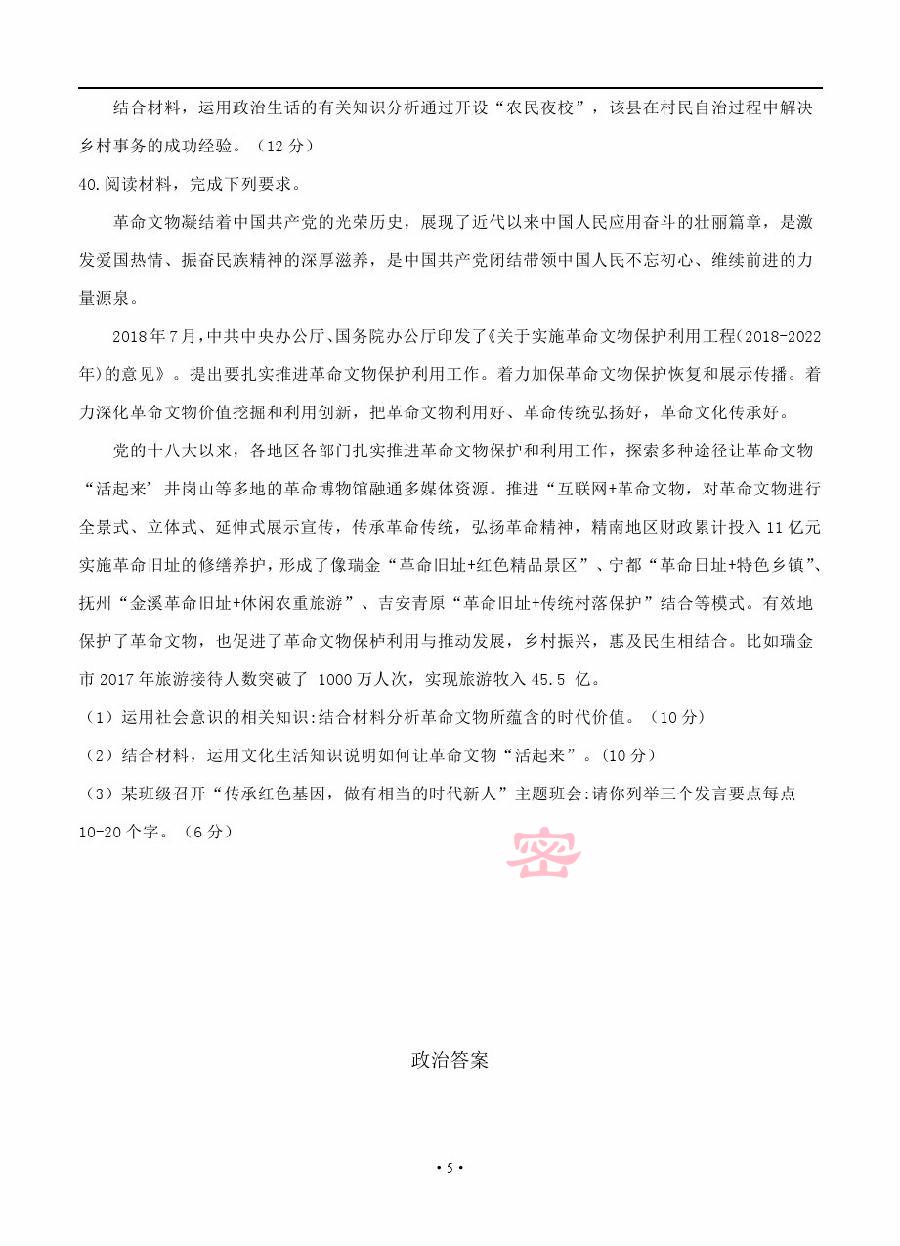 结合材料，运用政治生活的有关知识分析通过开设“农民夜校”，该县在村民自治过程中解决
乡村事务的成功经验。（12 分）
40.阅读材料，完成下列要求。
革命文物凝结着中国共产党的光荣历史，展现了近代以来中国人民应用奋斗的壮丽篇章，是激
发爱国热情、振奋民族精神的深厚滋养，是中国共产党闭结带领中国人民不忘初心、维续前进的力
量源泉。
2018年7月，中共中央办公厅、国务院办公厅印发了《关于实施革命文物保护利用工程(2018-2022
年)的意见》。提出要扎实推进革命文物保护利用工作。着力加保革命文物保护恢复和展示传播。着
力深化革命文物价值挖掘和利用创新，把革命文物利用好、革命传统弘扬好，革命文化传承好。
党的十八大以来，各地区各部门扎实推进革命文物保护和利用工作，探索多种途径让革命文物
“活起来’井岗山等多地的革命博物馆融通多媒体资源．推进“互联网+革命文物，对革命文物进行
全景式、立体式、延伸式展示宣传，传承革命传统，弘扬革命精神，精南地区财政累计投入 11 亿元
实施革命旧址的修缮养护，形成了像瑞金“革命旧址+红色精品景区”、宁都“革命日址+特色乡镇”、
抚州“金溪革命旧址+休闲农重旅游”、吉安青原“革命旧址+传统村落保护”结合等模式。有效地
保护了革命文物，也促进了革命文物保栌利用与推动发展，乡村振兴，惠及民生相结合。比如瑞金
市 2017 年旅游接待人数突破了 1000 万人次，实现旅游牧入 45.5 亿。
（1）运用社会意识的相关知识:结合材料分析革命文物所蕴含的时代价值。（10 分)
（2）结合材料，运用文化生活知识说明如何让革命文物“活起来”。(10 分）
（3）某班级召开“传承红色基因，做有相当的时代新人”主题班会:请你列举三个发言要点每点
10-20 个字。（6 分）
密
政治答案
·5·